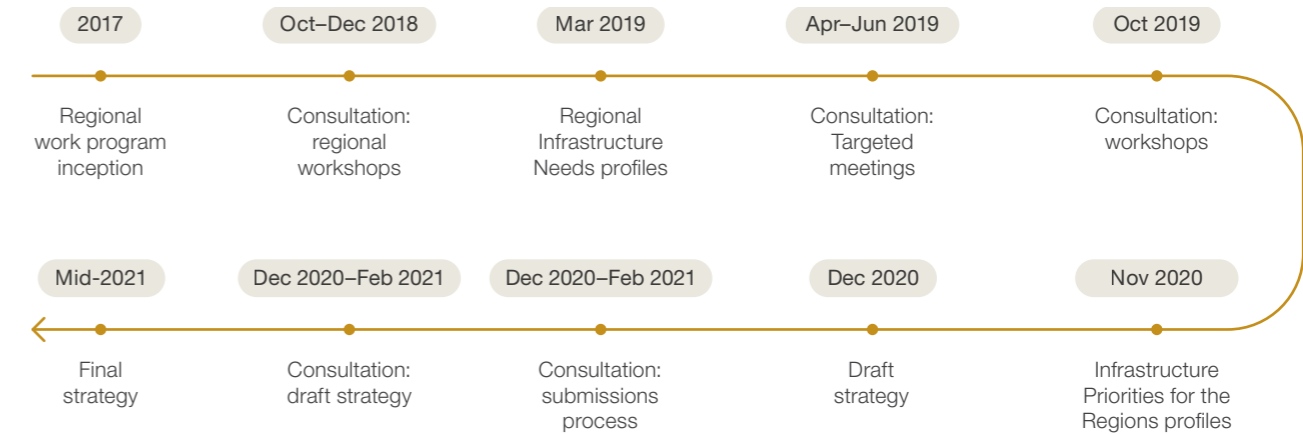 2017
Regional
work program
inception
Oct–Dec 2018
Consultation:
regional
workshops
Mar 2019
Regional
Infrastructure
Needs profiles
Apr–Jun 2019
Consultation:
Targeted
meetings
Oct 2019
Consultation:
workshops
Nov 2020
Infrastructure
Priorities for the
Regions profiles
Dec 2020
Draft
strategy
Dec 2020–Feb 2021
Consultation:
submissions
process
Dec 2020–Feb 2021
Consultation:
draft strategy
Mid-2021
Final
strategy